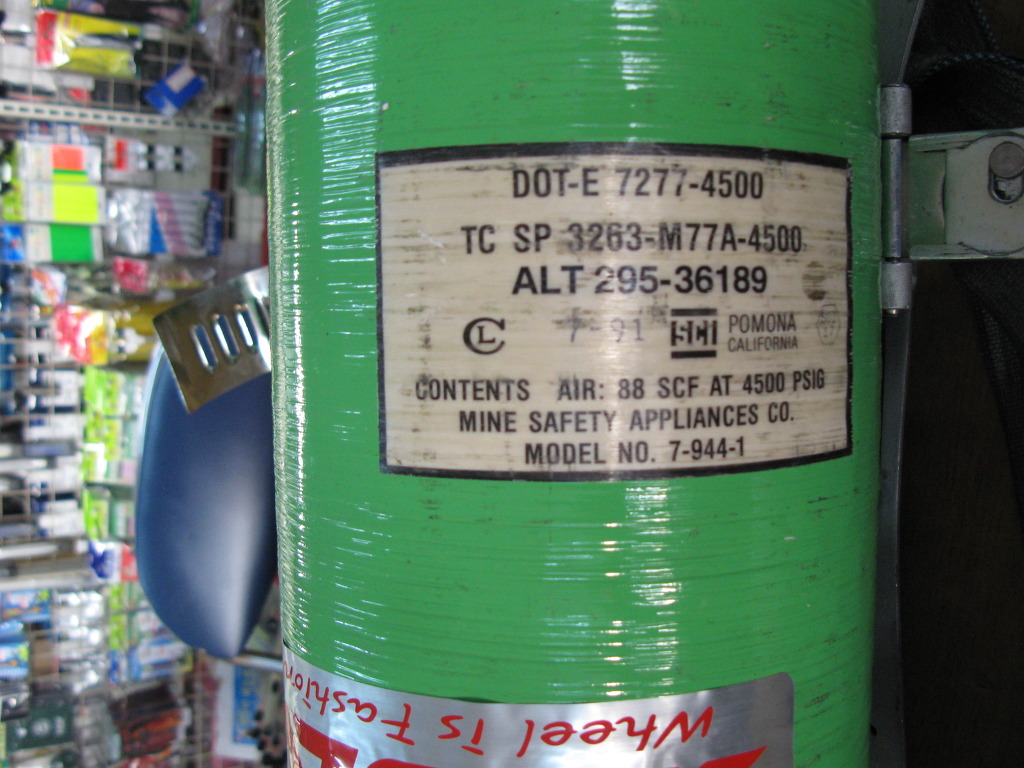 DOT-E 7277-4500
TC SP 3263-M77A-4500
ALT 295-36189
7-91 SCI POMONA
CALIFORNIA
CONTENTS AIR: 88 SCF AT 4500 PSIG
MINE SAFETY APPLIANCES CO.
MODEL NO. 7-944-1
Wheel is Fashion